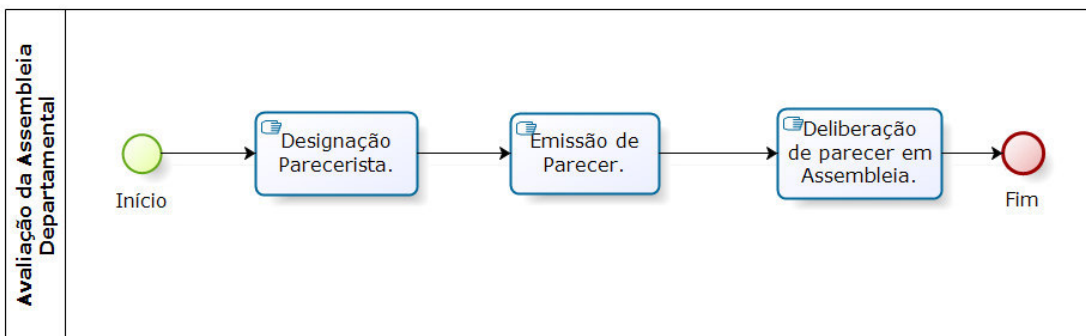 Avaliação da Assembleia
Departamental
Início
Designação
Parecerista.
Emissão de
Parecer.
Deliberação
de parecer em
Assembleia.
Fim